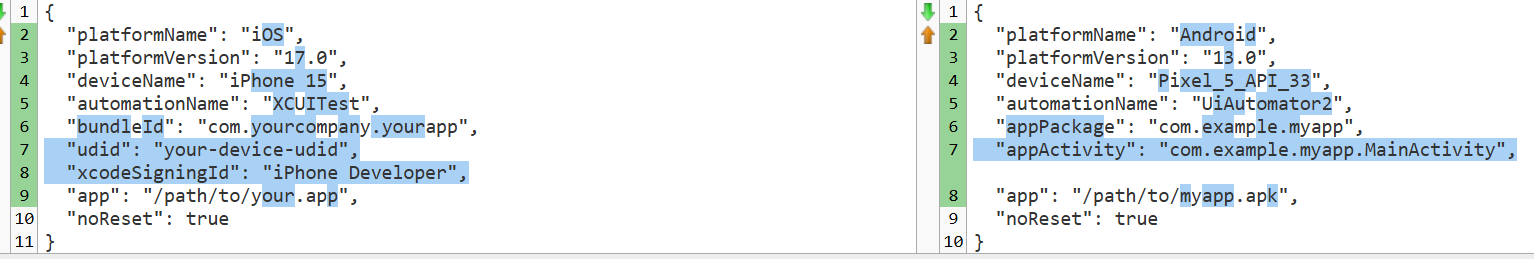 1 {
2 "platformName": "iOS",
3 "platformVersion": "17.0",
4 "deviceName": "iPhone 15",
5 "automationName": "XCUITest",
6 "bundleId": "com.yourcompany.yourapp",
7 "udid": "your-device-udid",
8 "xcodeSigningId": "iPhone Developer",
9 "app": "/path/to/your.app",
10 "noReset": true
11 }
1 {
2 "platformName": "Android",
3 "platformVersion": "13.0",
4 "deviceName": "Pixel_5_API_33",
5 "automationName": "UiAutomator2",
6 "appPackage": "com.example.myapp",
7 "appActivity": "com.example.myapp.MainActivity",
8 "app": "/path/to/myapp.apk",
9 "noReset": true
10 }